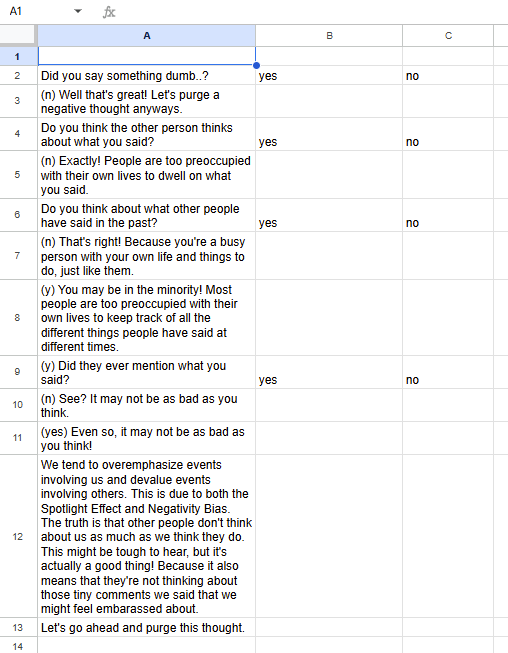 A1
fx
A B C
1
2 Did you say something dumb..? yes no
3 (n) Well that's great! Let's purge a
negative thought anyways.
4 Do you think the other person thinks
about what you said? yes no
5 (n) Exactly! People are too preoccupied
with their own lives to dwell on what
you said.
6 Do you think about what other people
have said in the past? yes no
7 (n) That's right! Because you're a busy
person with your own life and things to
do, just like them.
8 (y) You may be in the minority! Most
people are too preoccupied with their
own lives to keep track of all the
different things people have said at
different times.
9 (y) Did they ever mention what you
said? yes no
10 (n) See? It may not be as bad as you
think.
11 (yes) Even so, it may not be as bad as
you think!
12 We tend to overemphasize events
involving us and devalue events
involving others. This is due to both the
Spotlight Effect and Negativity Bias.
The truth is that other people don't think
about us as much as we think they do.
This might be tough to hear, but it's
actually a good thing! Because it also
means that they're not thinking about
those tiny comments we said that we
might feel embarassed about.
13 Let's go ahead and purge this thought.
14